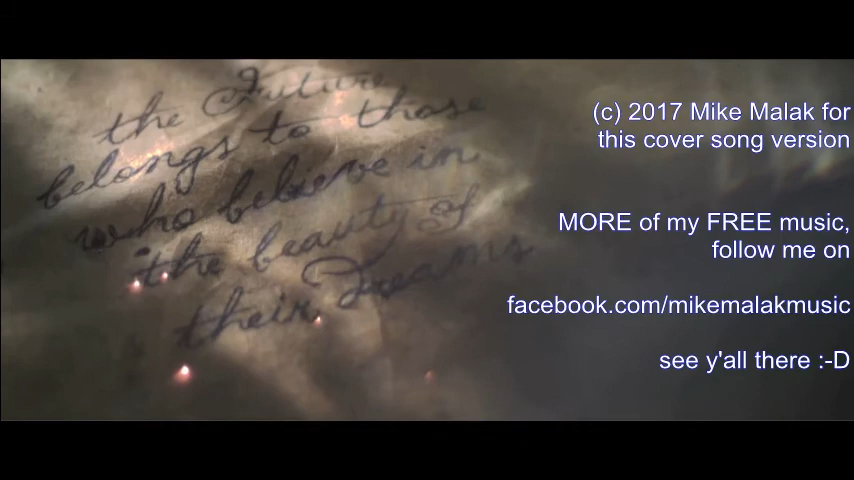 the Future
belongs to those
who believe in
the beauty of
their Dreams
(c) 2017 Mike Malak for
this cover song version
MORE of my FREE music,
follow me on
facebook.com/mikemalakmusic
see y'all there :-D